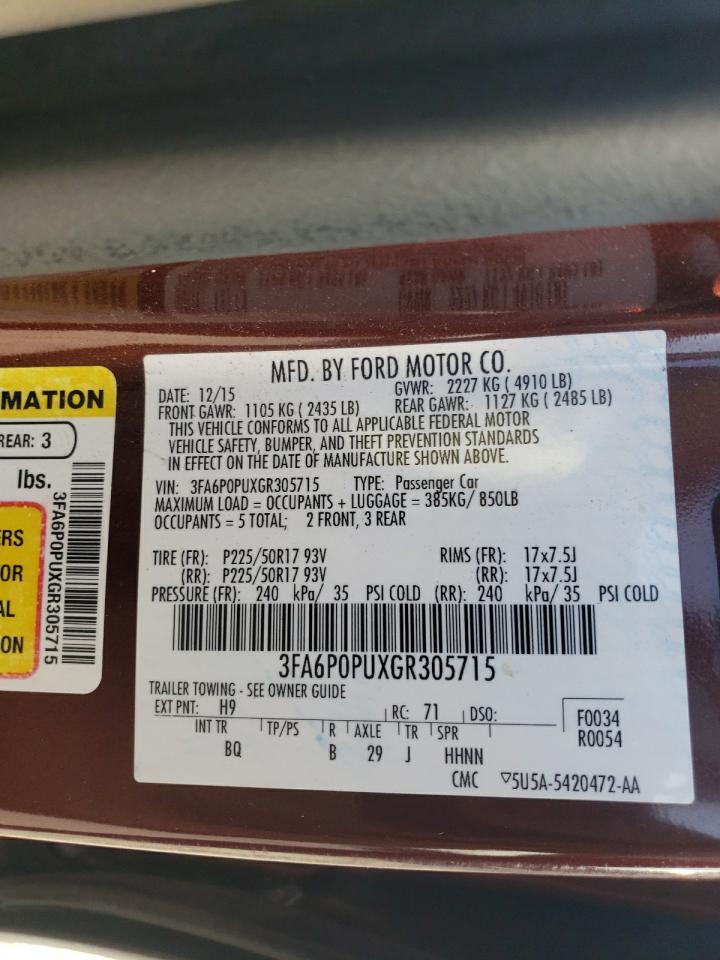 MATION
REAR: 3
lbs.
3FA6P0PUXGR305715
ERS
OR
AL
ON
MFD. BY FORD MOTOR CO.
DATE: 12/15 GVWR: 2227 KG ( 4910 LB)
FRONT GAWR: 1105 KG ( 2435 LB) REAR GAWR: 1127 KG ( 2485 LB)
THIS VEHICLE CONFORMS TO ALL APPLICABLE FEDERAL MOTOR
VEHICLE SAFETY, BUMPER, AND THEFT PREVENTION STANDARDS
IN EFFECT ON THE DATE OF MANUFACTURE SHOWN ABOVE.
VIN: 3FA6P0PUXGR305715 TYPE: Passenger Car
MAXIMUM LOAD = OCCUPANTS + LUGGAGE = 385KG/ 850LB
OCCUPANTS = 5 TOTAL; 2 FRONT, 3 REAR
TIRE (FR): P225/50R17 93V RIMS (FR): 17x7.5J
(RR): P225/50R17 93V (RR): 17x7.5J
PRESSURE (FR): 240 kPa/ 35 PSI COLD (RR): 240 kPa/ 35 PSI COLD
3FA6P0PUXGR305715
TRAILER TOWING - SEE OWNER GUIDE
EXT PNT: H9 RC: 71 DSO: F0034
R0054
INT TR TP/PS R AXLE TR SPR
BQ B 29 J HHNN
CMC ▽5U5A-5420472-AA